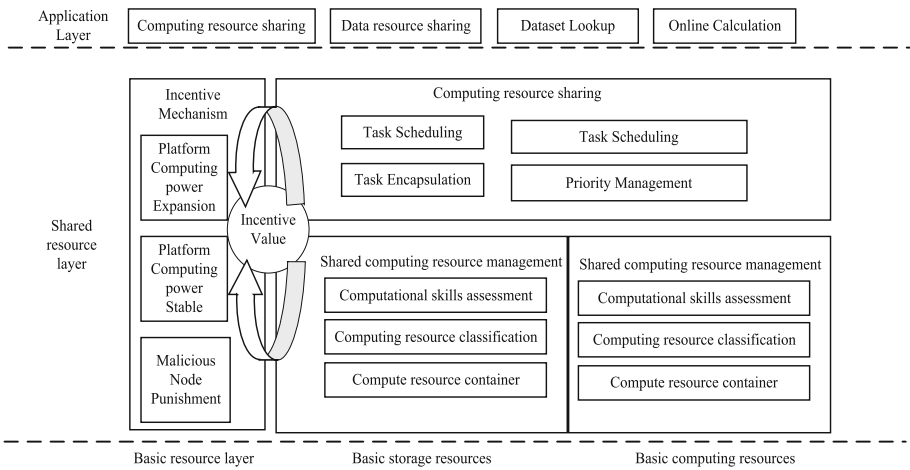 Application
Layer
Computing resource sharing
Data resource sharing
Dataset Lookup
Online Calculation
Shared
resource
layer
Incentive
Mechanism
Platform
Computing
power
Expansion
Platform
Computing
power
Stable
Malicious
Node
Punishment
Incentive
Value
Computing resource sharing
Task Scheduling
Task Scheduling
Task Encapsulation
Priority Management
Shared computing resource management
Computational skills assessment
Computing resource classification
Compute resource container
Shared computing resource management
Computational skills assessment
Computing resource classification
Compute resource container
Basic resource layer
Basic storage resources
Basic computing resources